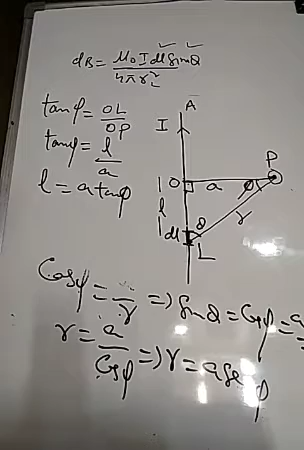 dB = μ₀ I dl sinθ / 4π r²
tanφ = OL / OP
tanφ = l / a
l = a tanφ
A
I
O a φ P
l
r
dl θ
L
Cosφ = a / r => sinθ = Cosφ = a
r = a / Cosφ => r = a sec φ